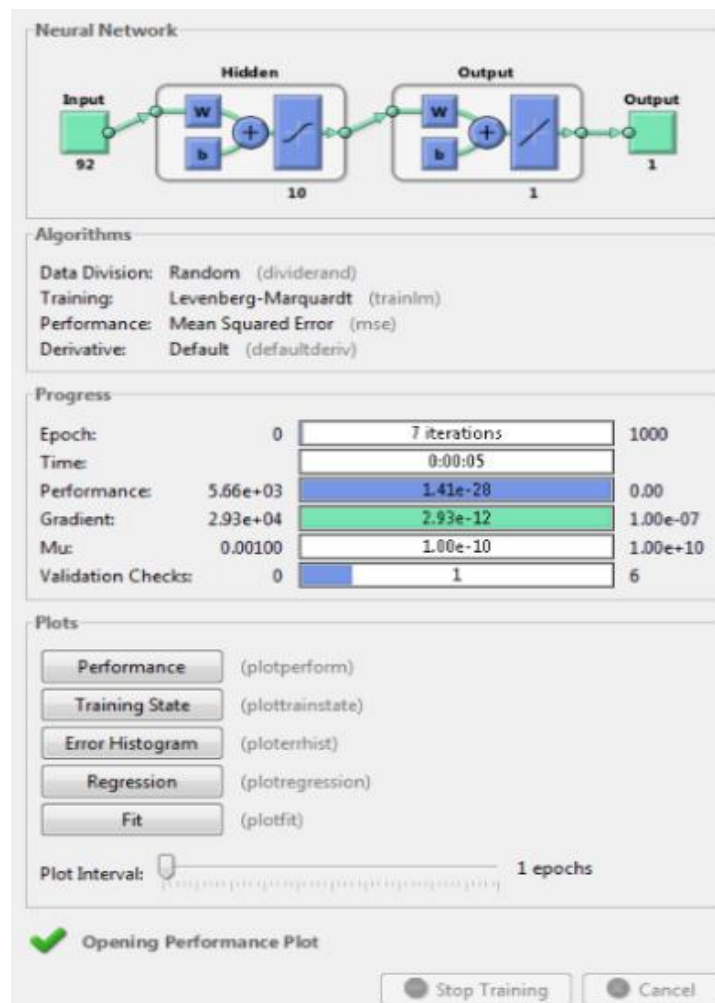 Neural Network
Hidden
Output
Input
Output
W
W
b
b
92
10
1
1
Algorithms
Data Division: Random (dividerand)
Training: Levenberg-Marquardt (trainlm)
Performance: Mean Squared Error (mse)
Derivative: Default (defaultderiv)
Progress
Epoch: 0 7 iterations 1000
Time: 0:00:05
Performance: 5.66e+03 1.41e-28 0.00
Gradient: 2.93e+04 2.93e-12 1.00e-07
Mu: 0.00100 1.00e-10 1.00e+10
Validation Checks: 0 1 6
Plots
Performance (plotperform)
Training State (plottrainstate)
Error Histogram (ploterrhist)
Regression (plotregression)
Fit (plotfit)
Plot Interval: 1 epochs
Opening Performance Plot
Stop Training Cancel